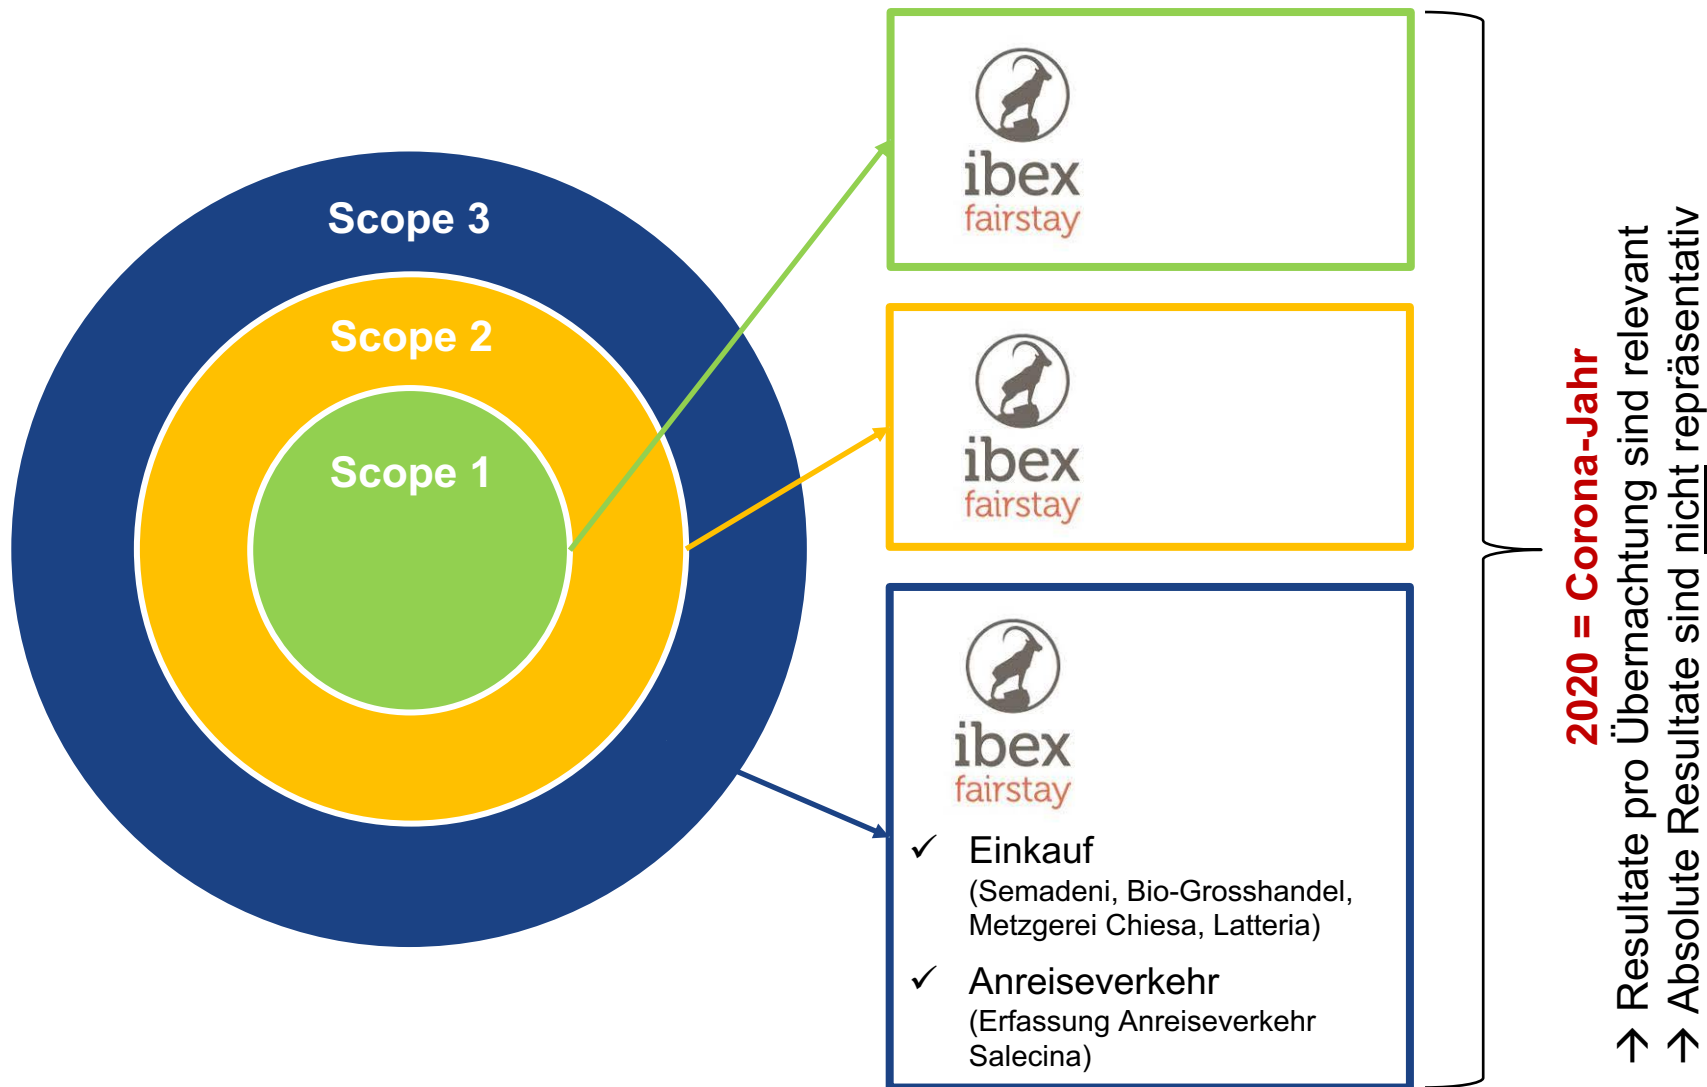 Scope 3
Scope 2
Scope 1
ibex
fairstay
ibex
fairstay
ibex
fairstay
✓ Einkauf
(Semadeni, Bio-Grosshandel,
Metzgerei Chiesa, Latteria)
✓ Anreiseverkehr
(Erfassung Anreiseverkehr
Salecina)
2020 = Corona-Jahr
→ Resultate pro Übernachtung sind relevant
→ Absolute Resultate sind nicht repräsentativ